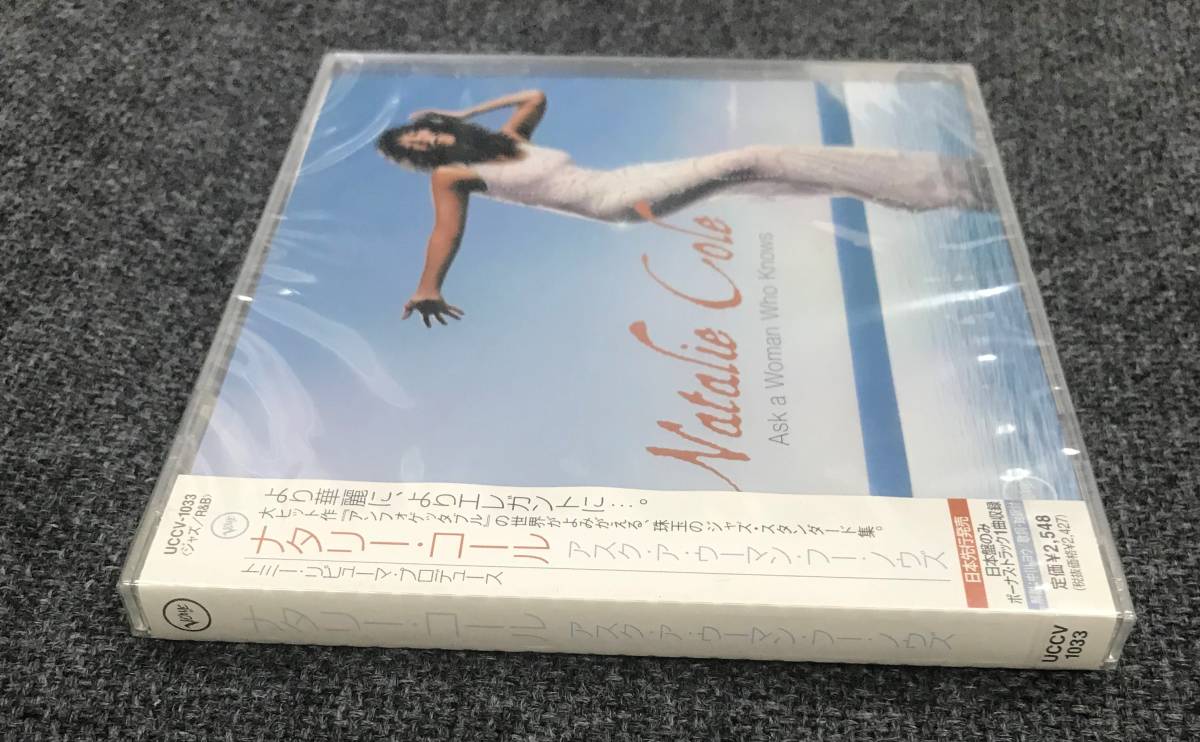 Natalie Cole
Ask a Woman Who Knows
UCCV-1033
〈ジャズ/R&B〉
Verve
より華麗に、よりエレガントに…。
大ヒット作『アンフォゲッタブル』の世界がよみがえる、珠玉のジャズ・スタンダード集。
ナタリー・コール
アスク・ア・ウーマン・フー・ノウズ
トミー・リピューマ・プロデュース
日本先行発売
日本盤のみ
ボーナストラック1曲収録
定価¥2,548
(税抜価格¥2,427)
Verve
ナタリー・コール
アスク・ア・ウーマン・フー・ノウズ
UCCV
1033